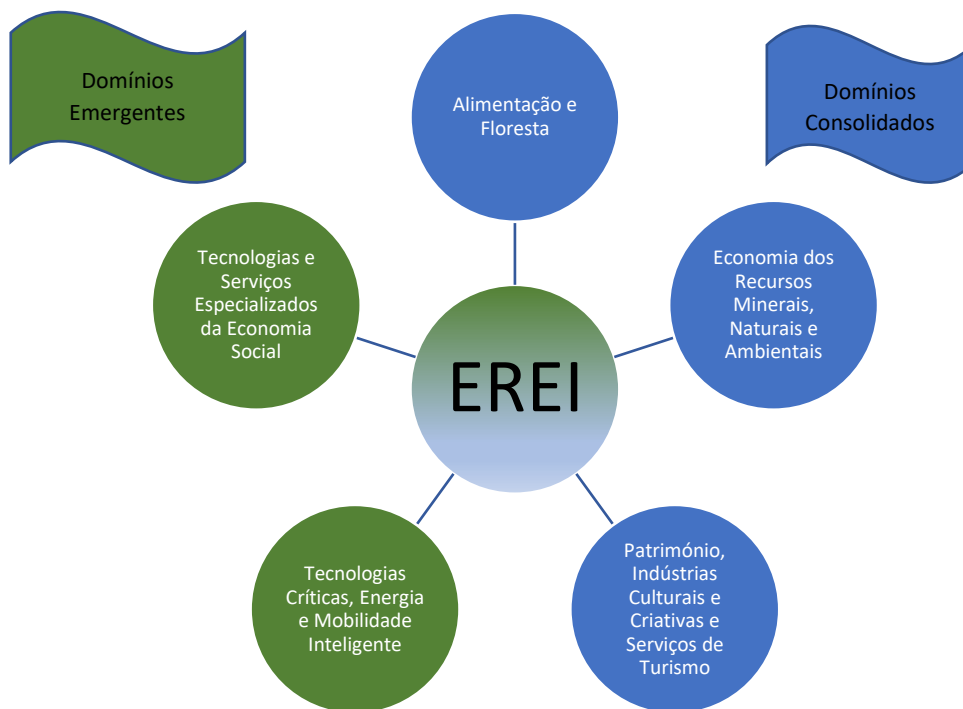 Domínios
Emergentes
Alimentação e
Floresta
Domínios
Consolidados
Tecnologias e
Serviços
Especializados
da Economia
Social
Economia dos
Recursos
Minerais,
Naturais e
Ambientais
EREI
Tecnologias
Críticas, Energia
e Mobilidade
Inteligente
Património,
Indústrias
Culturais e
Criativas e
Serviços de
Turismo